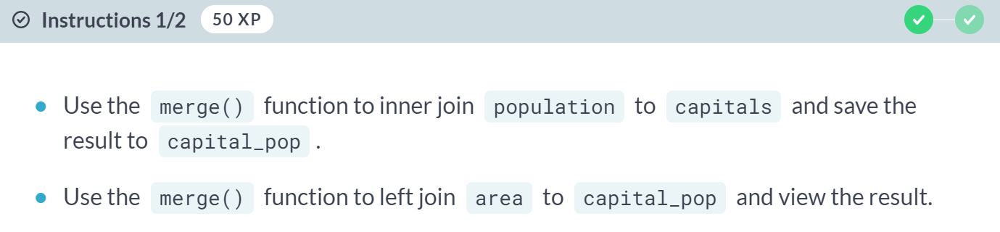 Instructions 1/2 50 XP
Use the merge() function to inner join population to capitals and save the
result to capital_pop .
Use the merge() function to left join area to capital_pop and view the result.